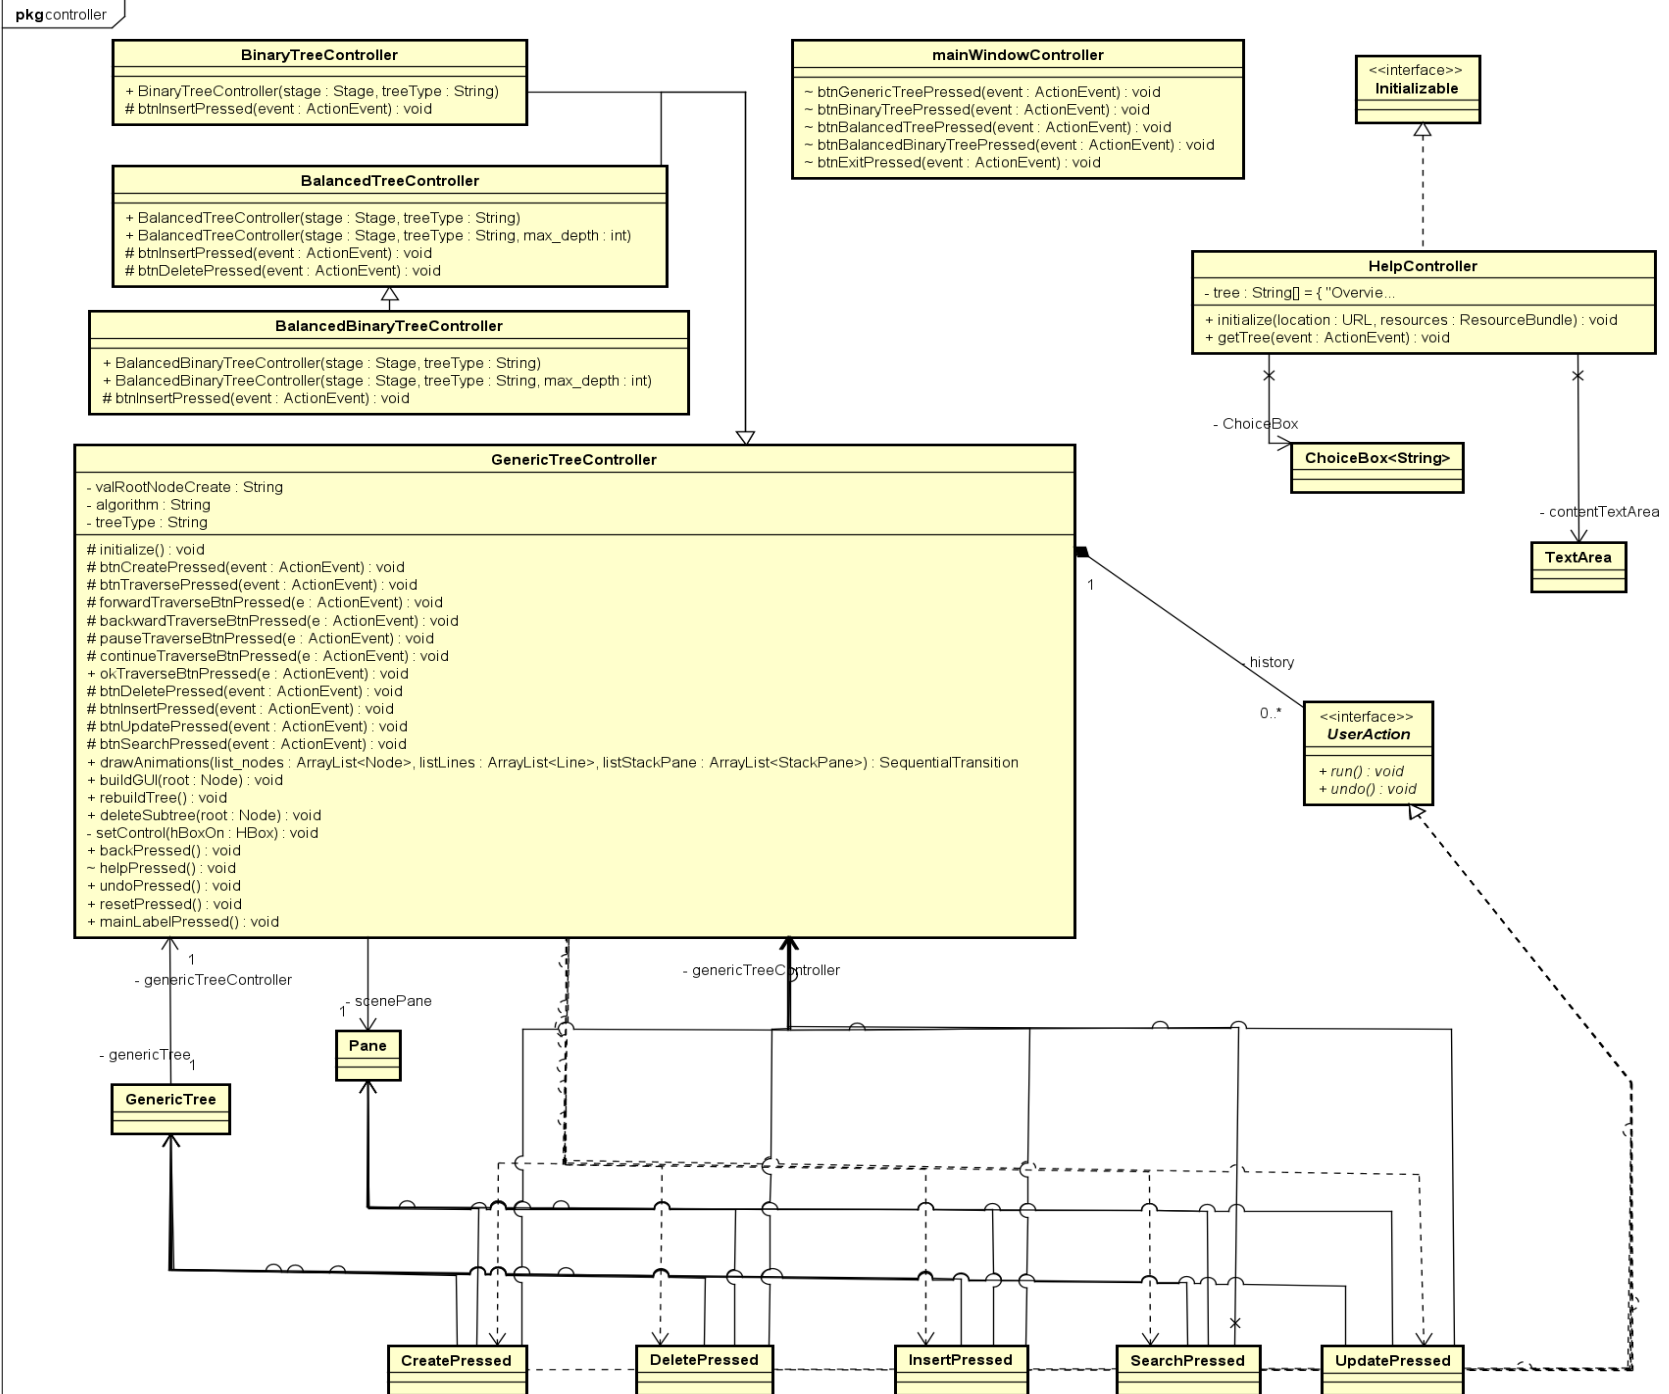 pkg controller
BinaryTreeController
+ BinaryTreeController(stage : Stage, treeType : String)
# btnInsertPressed(event : ActionEvent) : void
mainWindowController
~ btnGenericTreePressed(event : ActionEvent) : void
~ btnBinaryTreePressed(event : ActionEvent) : void
~ btnBalancedTreePressed(event : ActionEvent) : void
~ btnBalancedBinaryTreePressed(event : ActionEvent) : void
~ btnExitPressed(event : ActionEvent) : void
<<interface>>
Initializable
BalancedTreeController
+ BalancedTreeController(stage : Stage, treeType : String)
+ BalancedTreeController(stage : Stage, treeType : String, max_depth : int)
# btnInsertPressed(event : ActionEvent) : void
# btnDeletePressed(event : ActionEvent) : void
HelpController
- tree : String[] = { "Overvie...
+ initialize(location : URL, resources : ResourceBundle) : void
+ getTree(event : ActionEvent) : void
BalancedBinaryTreeController
+ BalancedBinaryTreeController(stage : Stage, treeType : String)
+ BalancedBinaryTreeController(stage : Stage, treeType : String, max_depth : int)
# btnInsertPressed(event : ActionEvent) : void
- ChoiceBox
ChoiceBox<String>
- contentTextArea
TextArea
GenericTreeController
- valRootNodeCreate : String
- algorithm : String
- treeType : String
# initialize() : void
# btnCreatePressed(event : ActionEvent) : void
# btnTraversePressed(event : ActionEvent) : void
# forwardTraverseBtnPressed(e : ActionEvent) : void
# backwardTraverseBtnPressed(e : ActionEvent) : void
# pauseTraverseBtnPressed(e : ActionEvent) : void
# continueTraverseBtnPressed(e : ActionEvent) : void
+ okTraverseBtnPressed(e : ActionEvent) : void
# btnDeletePressed(event : ActionEvent) : void
# btnInsertPressed(event : ActionEvent) : void
# btnUpdatePressed(event : ActionEvent) : void
# btnSearchPressed(event : ActionEvent) : void
+ drawAnimations(list_nodes : ArrayList<Node>, listLines : ArrayList<Line>, listStackPane : ArrayList<StackPane>) : SequentialTransition
+ buildGUI(root : Node) : void
+ rebuildTree() : void
+ deleteSubtree(root : Node) : void
- setControl(hBoxOn : HBox) : void
+ backPressed() : void
~ helpPressed() : void
+ undoPressed() : void
+ resetPressed() : void
+ mainLabelPressed() : void
1
- history
0..*
<<interface>>
UserAction
+ run() : void
+ undo() : void
1
- genericTreeController
- genericTreeController
- scenePane
1
Pane
- genericTree
1
GenericTree
CreatePressed
DeletePressed
InsertPressed
SearchPressed
UpdatePressed